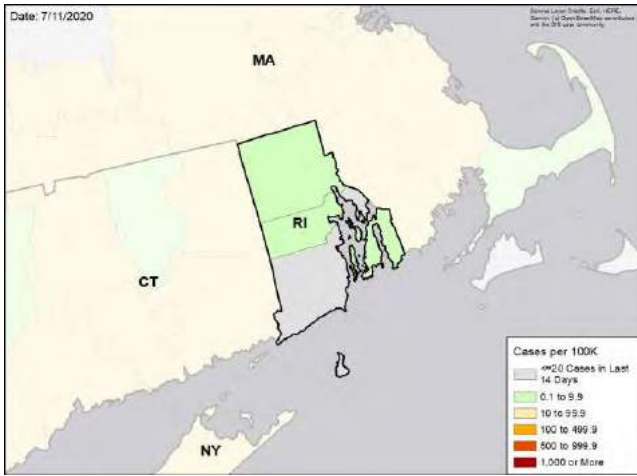 Date: 7/11/2020
MA
RI
CT
NY
Cases per 100K
<=20 Cases in Last
14 Days
0.1 to 9.9
10 to 99.9
100 to 499.9
500 to 999.9
1,000 or More